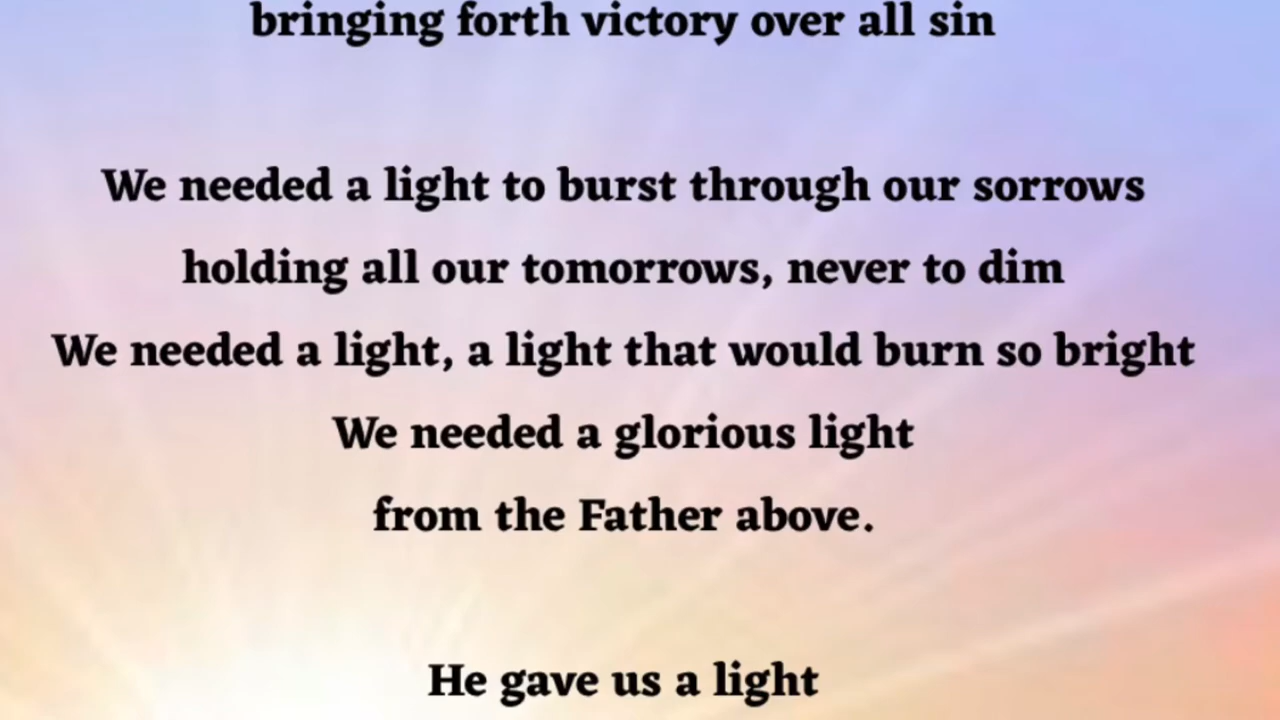 bringing forth victory over all sin
We needed a light to burst through our sorrows
holding all our tomorrows, never to dim
We needed a light, a light that would burn so bright
We needed a glorious light
from the Father above.
He gave us a light